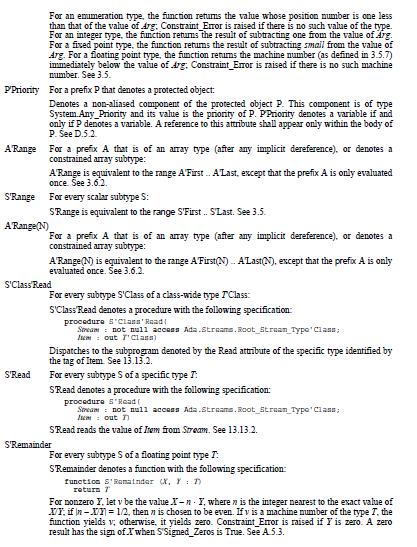 For an enumeration type, the function returns the value whose position number is one less
than that of the value of Arg; Constraint_Error is raised if there is no such value of the type.
For an integer type, the function returns the result of subtracting one from the value of Arg.
For a fixed point type, the function returns the result of subtracting small from the value of
Arg. For a floating point type, the function returns the machine number (as defined in 3.5.7)
immediately below the value of Arg; Constraint_Error is raised if there is no such machine
number. See 3.5.
P'Priority For a prefix P that denotes a protected object:
Denotes a non-aliased component of the protected object P. This component is of type
System.Any_Priority and its value is the priority of P. P'Priority denotes a variable if and
only if P denotes a variable. A reference to this attribute shall appear only within the body of
P. See D.5.2.
A'Range For a prefix A that is of an array type (after any implicit dereference), or denotes a
constrained array subtype:
A'Range is equivalent to the range A'First .. A'Last, except that the prefix A is only evaluated
once. See 3.6.2.
S'Range For every scalar subtype S:
S'Range is equivalent to the range S'First .. S'Last. See 3.5.
A'Range(N)
For a prefix A that is of an array type (after any implicit dereference), or denotes a
constrained array subtype:
A'Range(N) is equivalent to the range A'First(N) .. A'Last(N), except that the prefix A is only
evaluated once. See 3.6.2.
S'Class'Read
For every subtype S'Class of a class-wide type T'Class:
S'Class'Read denotes a procedure with the following specification:
procedure S'Class'Read(
Stream : not null access Ada.Streams.Root_Stream_Type'Class;
Item : out T'Class)
Dispatches to the subprogram denoted by the Read attribute of the specific type identified by
the tag of Item. See 13.13.2.
S'Read For every subtype S of a specific type T:
S'Read denotes a procedure with the following specification:
procedure S'Read(
Stream : not null access Ada.Streams.Root_Stream_Type'Class;
Item : out T)
S'Read reads the value of Item from Stream. See 13.13.2.
S'Remainder
For every subtype S of a floating point type T:
S'Remainder denotes a function with the following specification:
function S'Remainder (X, Y : T)
return T
For nonzero Y, let v be the value X – n · Y, where n is the integer nearest to the exact value of
X/Y; if |n – X/Y| = 1/2, then n is chosen to be even. If v is a machine number of the type T, the
function yields v; otherwise, it yields zero. Constraint_Error is raised if Y is zero. A zero
result has the sign of X when S'Signed_Zeros is True. See A.5.3.